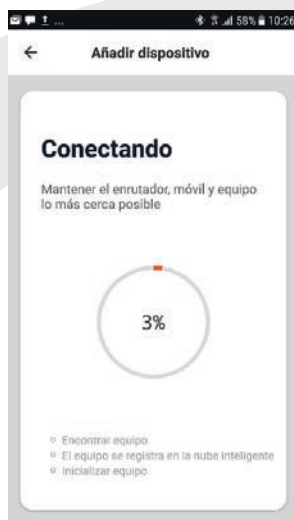 58% 10:26
Añadir dispositivo
Conectando
Mantener el enrutador, móvil y equipo
lo más cerca posible
3%
Encontrar equipo
El equipo se registra en la nube inteligente
Inicializar equipo